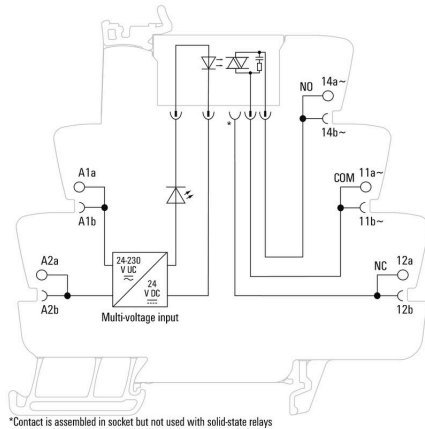 NO 14a~
14b~
*
A1a
A1b
COM 11a~
11b~
A2a
A2b
24-230
V UC
24
V DC
NC 12a
12b
Multi-voltage input
*Contact is assembled in socket but not used with solid-state relays